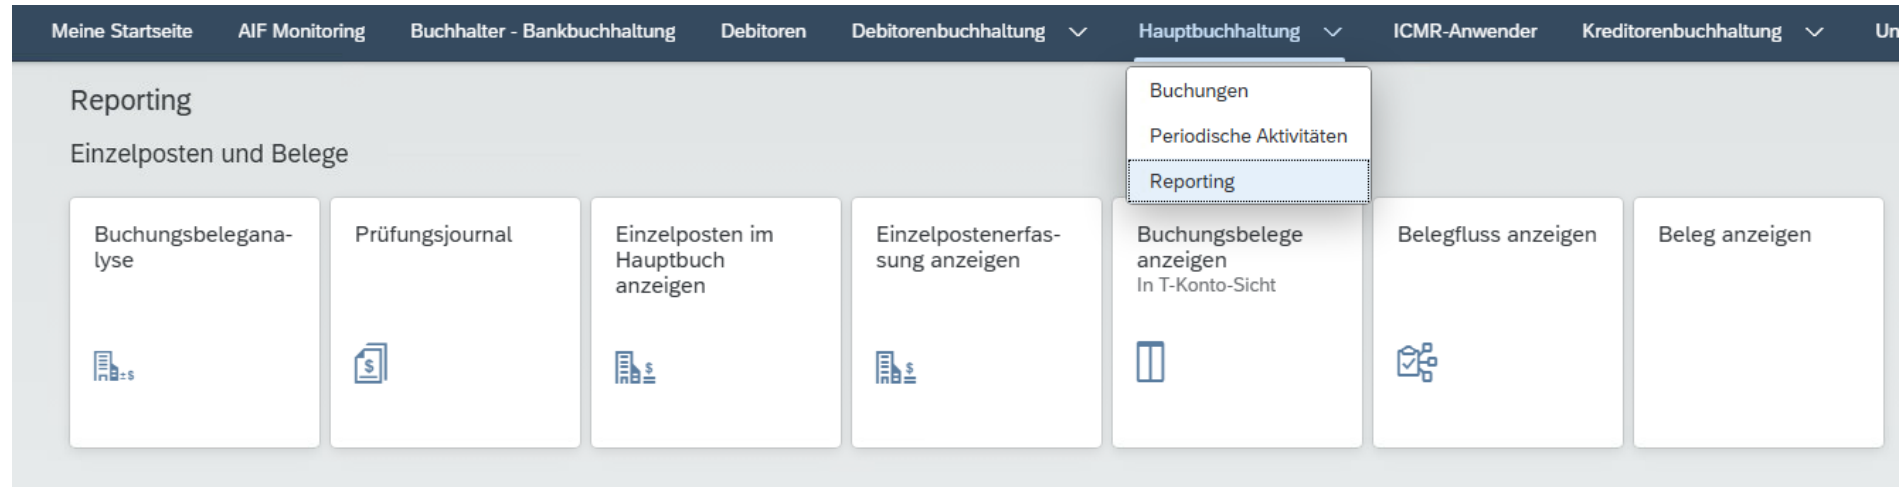 Meine Startseite AIF Monitoring Buchhalter - Bankbuchhaltung Debitoren Debitorenbuchhaltung Hauptbuchhaltung ICMR-Anwender Kreditorenbuchhaltung Un
Buchungen
Periodische Aktivitäten
Reporting
Reporting
Einzelposten und Belege
Buchungsbelegana-
lyse
Prüfungsjournal
Einzelposten im
Hauptbuch
anzeigen
Einzelpostenerfas-
sung anzeigen
Buchungsbelege
anzeigen
In T-Konto-Sicht
Belegfluss anzeigen
Beleg anzeigen